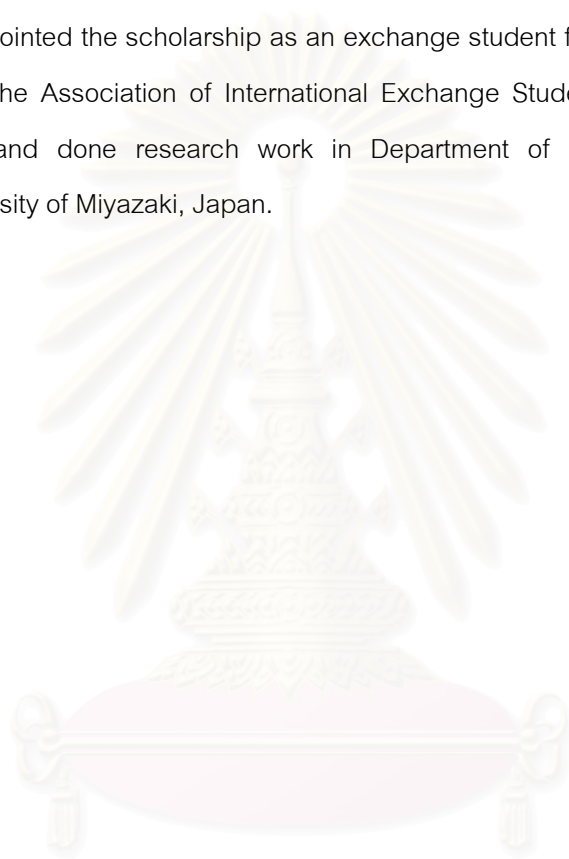 ointed the scholarship as an exchange student f
he Association of International Exchange Stud
and done research work in Department of
sity of Miyazaki, Japan.